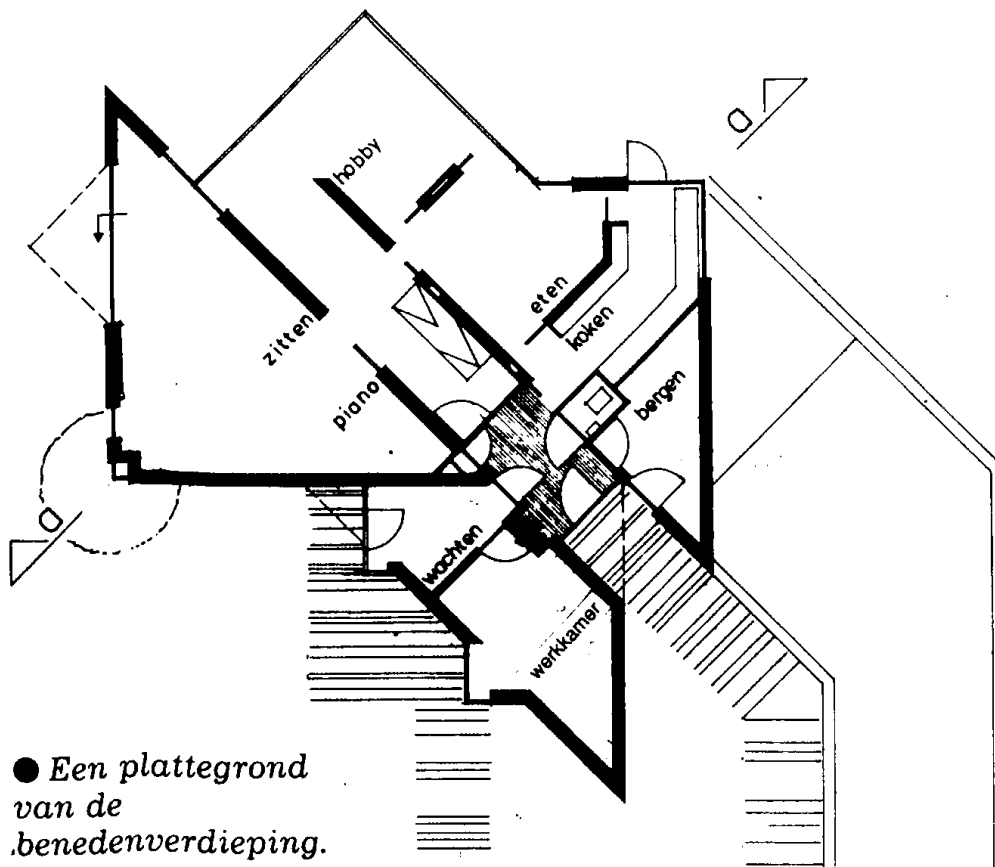 hobby
eten
koken
zitten
piano
bergen
wachten
werkkamer
a
a
● Een plattegrond
van de
benedenverdieping.